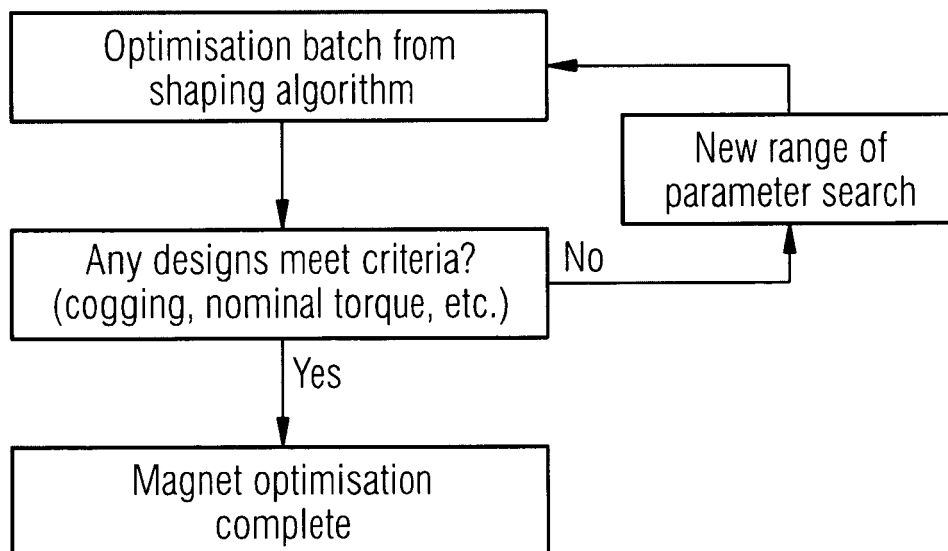 Optimisation batch from
shaping algorithm
New range of
parameter search
Any designs meet criteria?
(cogging, nominal torque, etc.)
No
Yes
Magnet optimisation
complete